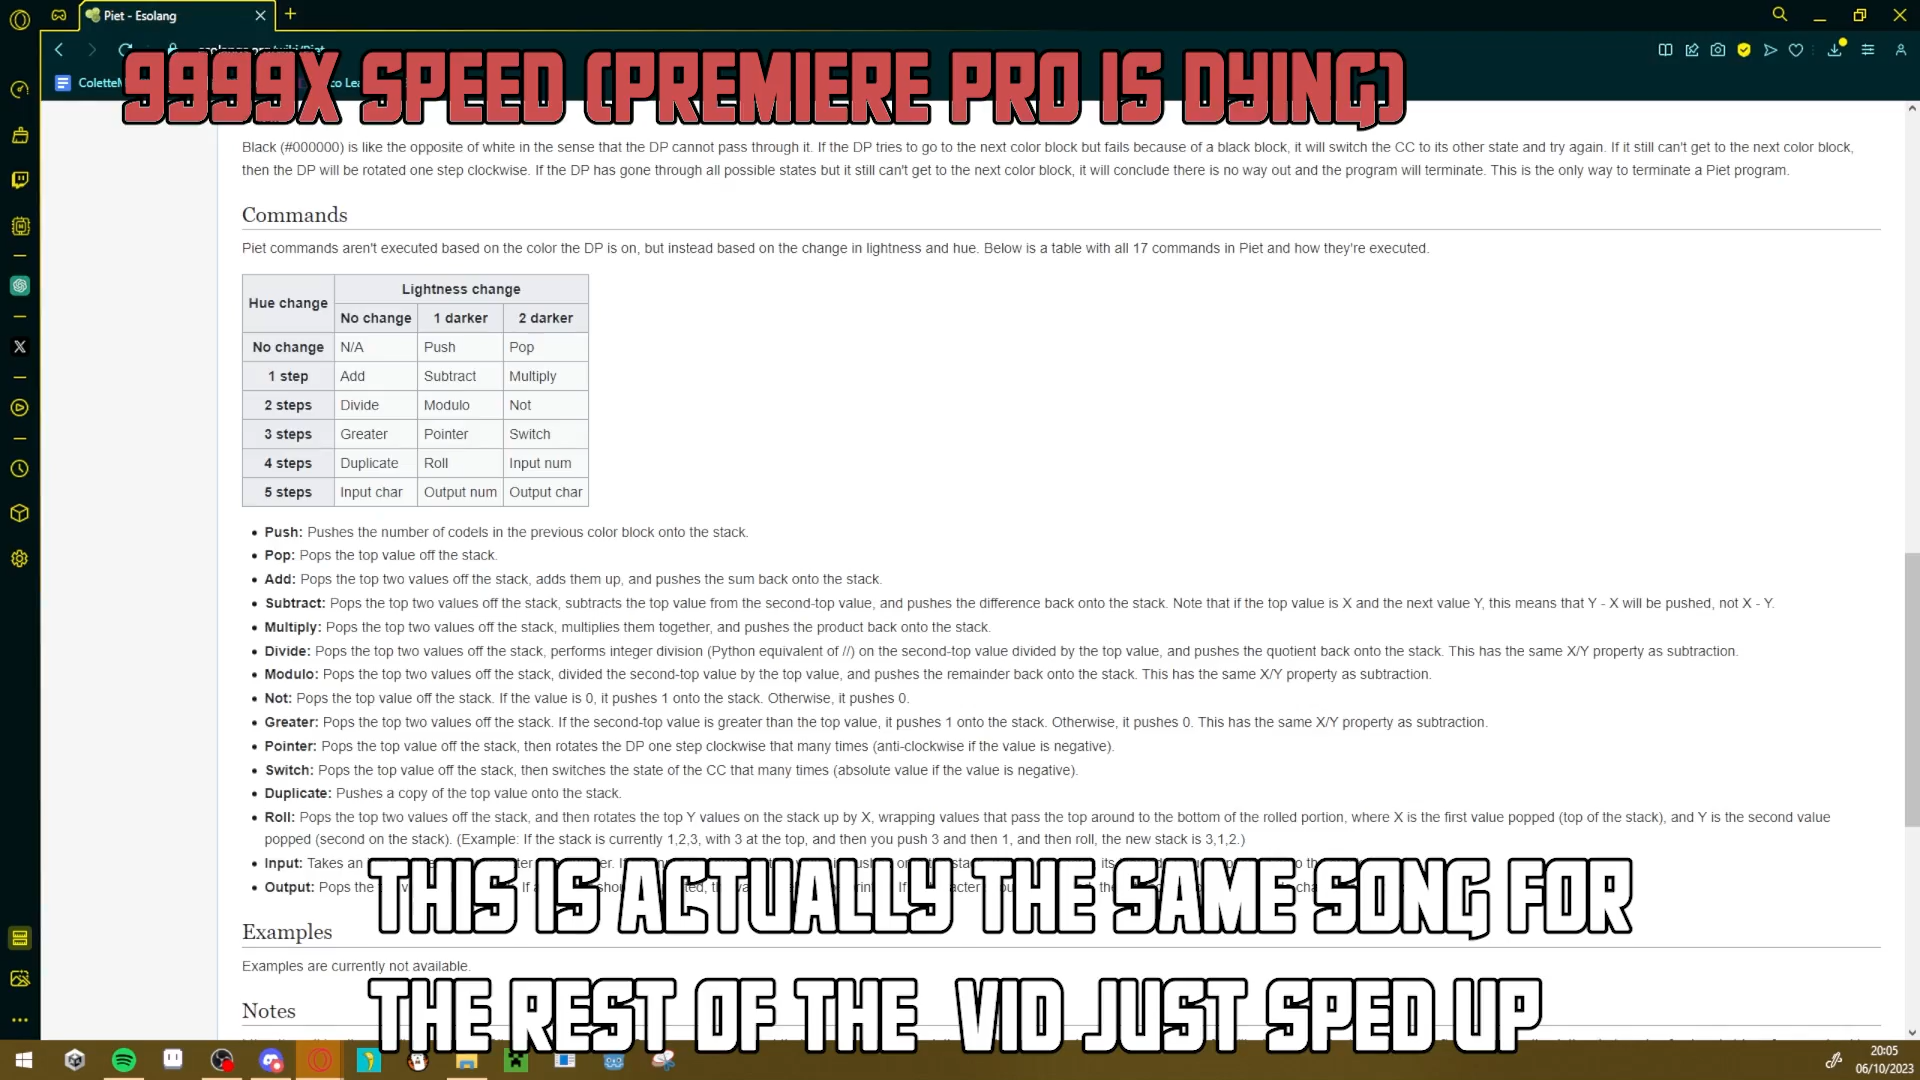 Piet - Esolang
9999X SPEED (PREMIERE PRO IS DYING)
Black (#000000) is like the opposite of white in the sense that the DP cannot pass through it. If the DP tries to go to the next color block but fails because of a black block, it will switch the CC to its other state and try again. If it still can't get to the next color block,
then the DP will be rotated one step clockwise. If the DP has gone through all possible states but it still can't get to the next color block, it will conclude there is no way out and the program will terminate. This is the only way to terminate a Piet program.
Commands
Piet commands aren't executed based on the color the DP is on, but instead based on the change in lightness and hue. Below is a table with all 17 commands in Piet and how they're executed.
Hue change Lightness change
No change 1 darker 2 darker
No change N/A Push Pop
1 step Add Subtract Multiply
2 steps Divide Modulo Not
3 steps Greater Pointer Switch
4 steps Duplicate Roll Input num
5 steps Input char Output num Output char
Push: Pushes the number of codels in the previous color block onto the stack.
Pop: Pops the top value off the stack.
Add: Pops the top two values off the stack, adds them up, and pushes the sum back onto the stack.
Subtract: Pops the top two values off the stack, subtracts the top value from the second-top value, and pushes the difference back onto the stack. Note that if the top value is X and the next value Y, this means that Y - X will be pushed, not X - Y.
Multiply: Pops the top two values off the stack, multiplies them together, and pushes the product back onto the stack.
Divide: Pops the top two values off the stack, performs integer division (Python equivalent of //) on the second-top value divided by the top value, and pushes the quotient back onto the stack. This has the same X/Y property as subtraction.
Modulo: Pops the top two values off the stack, divided the second-top value by the top value, and pushes the remainder back onto the stack. This has the same X/Y property as subtraction.
Not: Pops the top value off the stack. If the value is 0, it pushes 1 onto the stack. Otherwise, it pushes 0.
Greater: Pops the top two values off the stack. If the second-top value is greater than the top value, it pushes 1 onto the stack. Otherwise, it pushes 0. This has the same X/Y property as subtraction.
Pointer: Pops the top value off the stack, then rotates the DP one step clockwise that many times (anti-clockwise if the value is negative).
Switch: Pops the top value off the stack, then switches the state of the CC that many times (absolute value if the value is negative).
Duplicate: Pushes a copy of the top value onto the stack.
Roll: Pops the top two values off the stack, and then rotates the top Y values on the stack up by X, wrapping values that pass the top around to the bottom of the rolled portion, where X is the first value popped (top of the stack), and Y is the second value
popped (second on the stack). (Example: If the stack is currently 1,2,3, with 3 at the top, and then you push 3 and then 1, and then roll, the new stack is 3,1,2.)
Input: Takes an
Output: Pops the
THIS IS ACTUALLY THE SAME SONG FOR
Examples
Examples are currently not available.
THE REST OF THE VID JUST SPED UP
Notes
20:05
06/10/2023